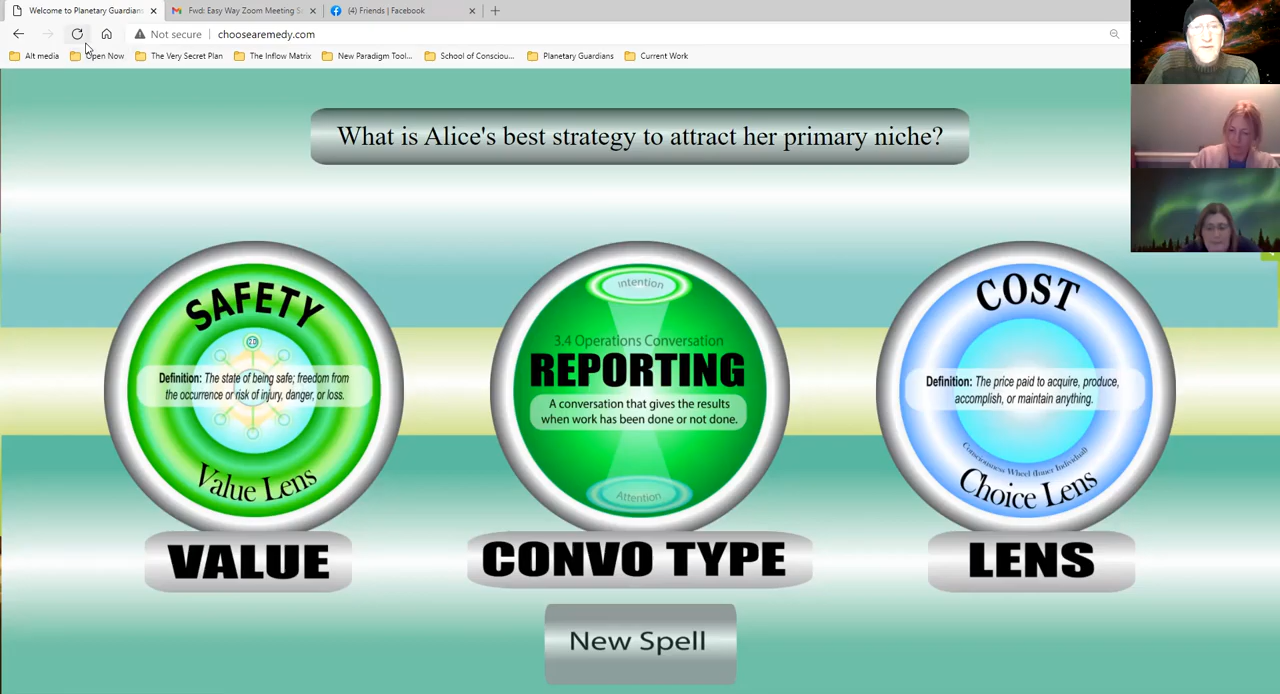 Welcome to Planetary Guardians
Fwd: Easy Way Zoom Meeting S
(4) Friends | Facebook
Not secure
choosearemedy.com
Alt media
Open Now
The Very Secret Plan
The Inflow Matrix
New Paradigm Tool...
School of Consciou...
Planetary Guardians
Current Work
What is Alice's best strategy to attract her primary niche?
SAFETY
Definition: The state of being safe; freedom from
the occurrence or risk of injury, danger, or loss.
Value Lens
VALUE
Intention
3.4 Operations Conversation
REPORTING
A conversation that gives the results
when work has been done or not done.
Attention
CONVO TYPE
COST
Definition: The price paid to acquire, produce,
accomplish, or maintain anything.
Consciousness Wheel (Inner Individual)
Choice Lens
LENS
New Spell